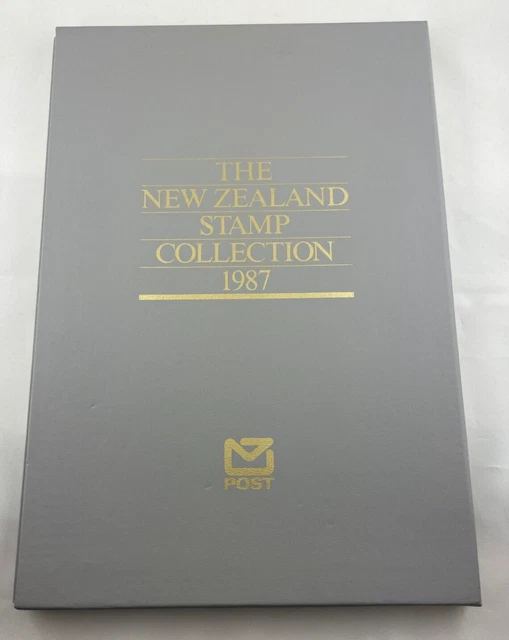 THE
NEW ZEALAND
STAMP
COLLECTION
1987
POST